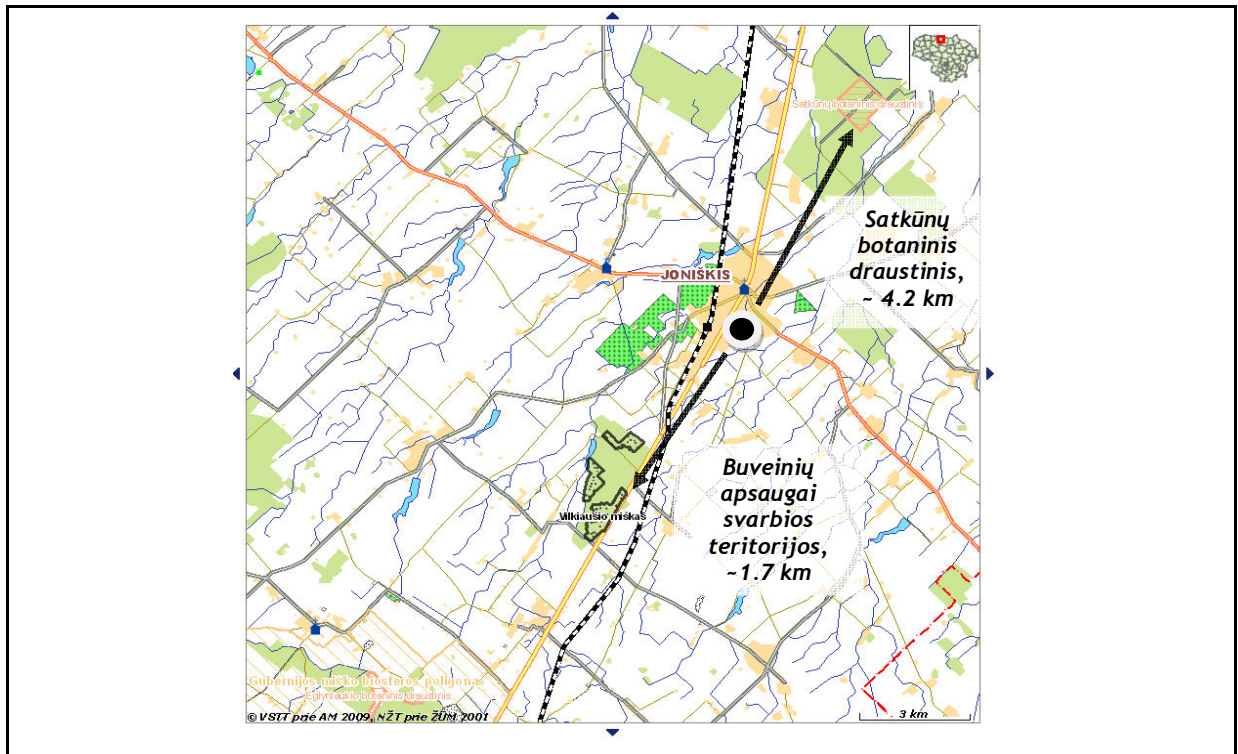 Satkūnų botaninis draustinis
Satkūnų
botaninis
draustinis,
~ 4.2 km
JONIŠKIS
Buveinių
apsaugai
svarbios
teritorijos,
~1.7 km
Vilkiaušio miškas
Gubernijos miško biosferos poligonas
Eglynlaukio botaninis draustinis
© VSTT prie AM 2009, NŽT prie ŽŪM 2001
3 km